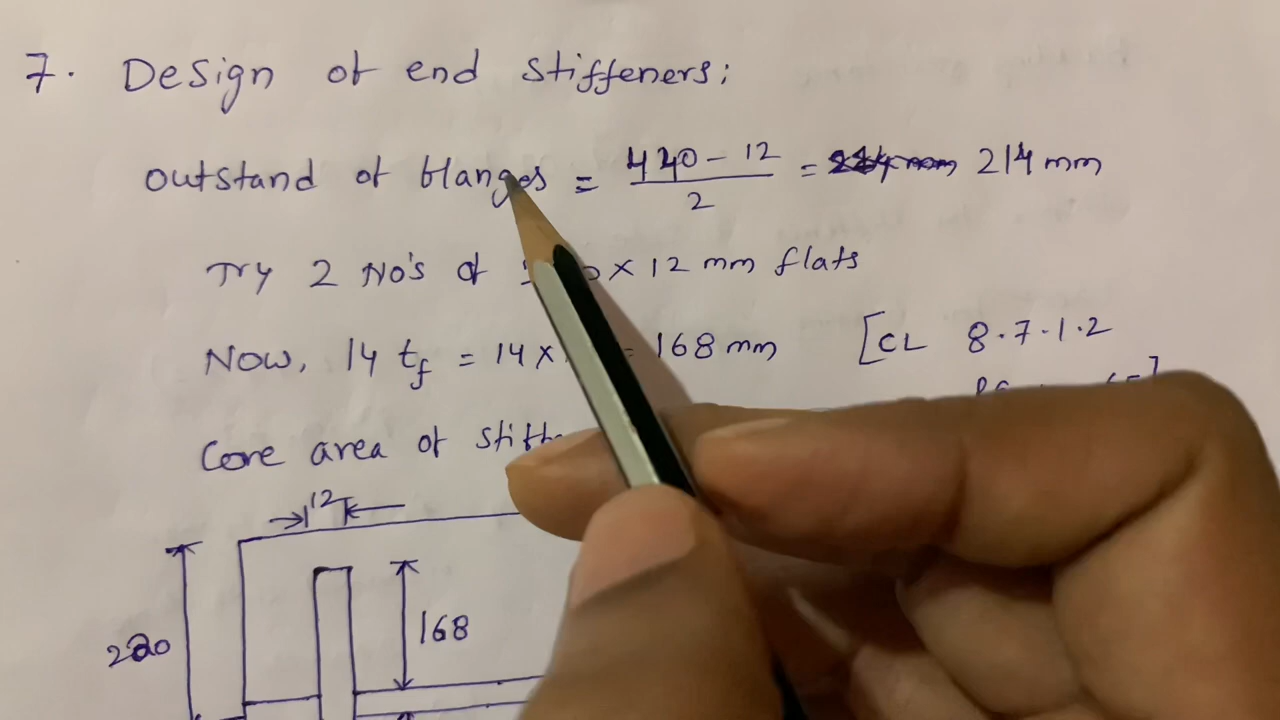 7. Design of end stiffeners:
Outstand of flanges = 440 - 12 / 2 = 214 mm
Try 2 No's of × 12 mm flats
Now, 14 tf = 14 × = 168 mm [CL 8.7.1.2
Core area of
12
168
220